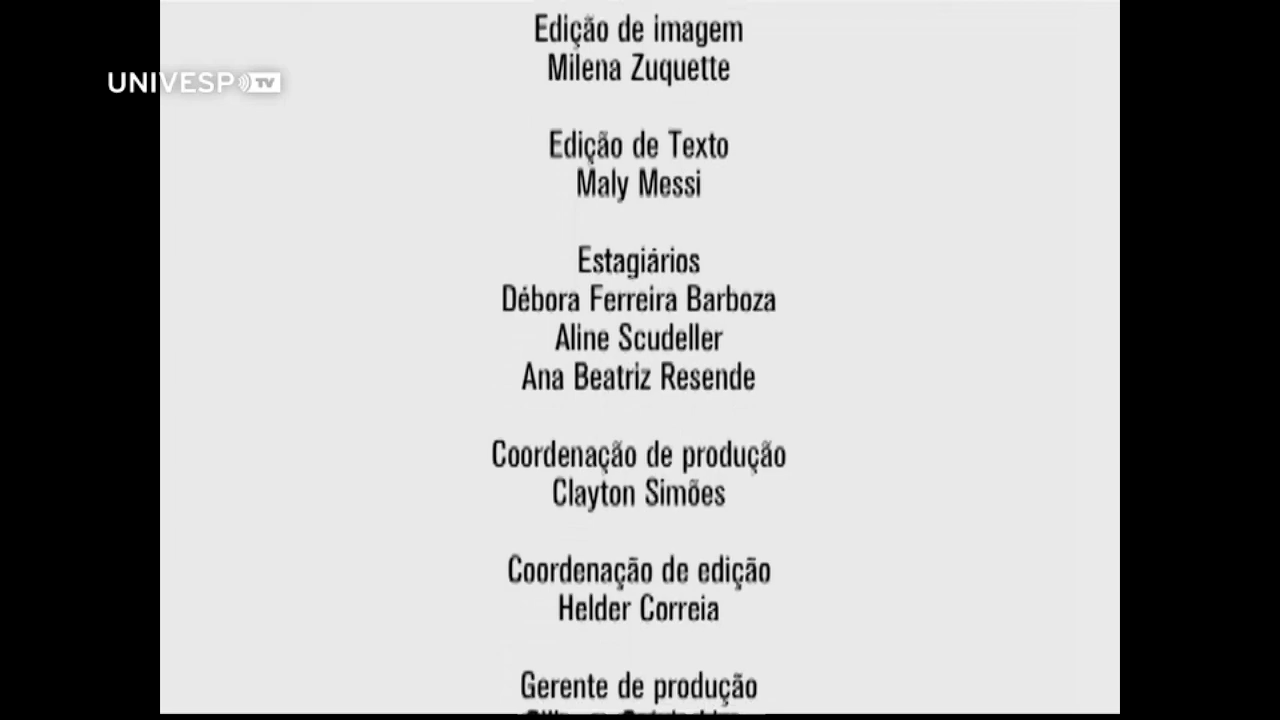 UNIVESP TV
Edição de imagem
Milena Zuquette
Edição de Texto
Maly Messi
Estagiários
Débora Ferreira Barboza
Aline Scudeller
Ana Beatriz Resende
Coordenação de produção
Clayton Simões
Coordenação de edição
Helder Correia
Gerente de produção